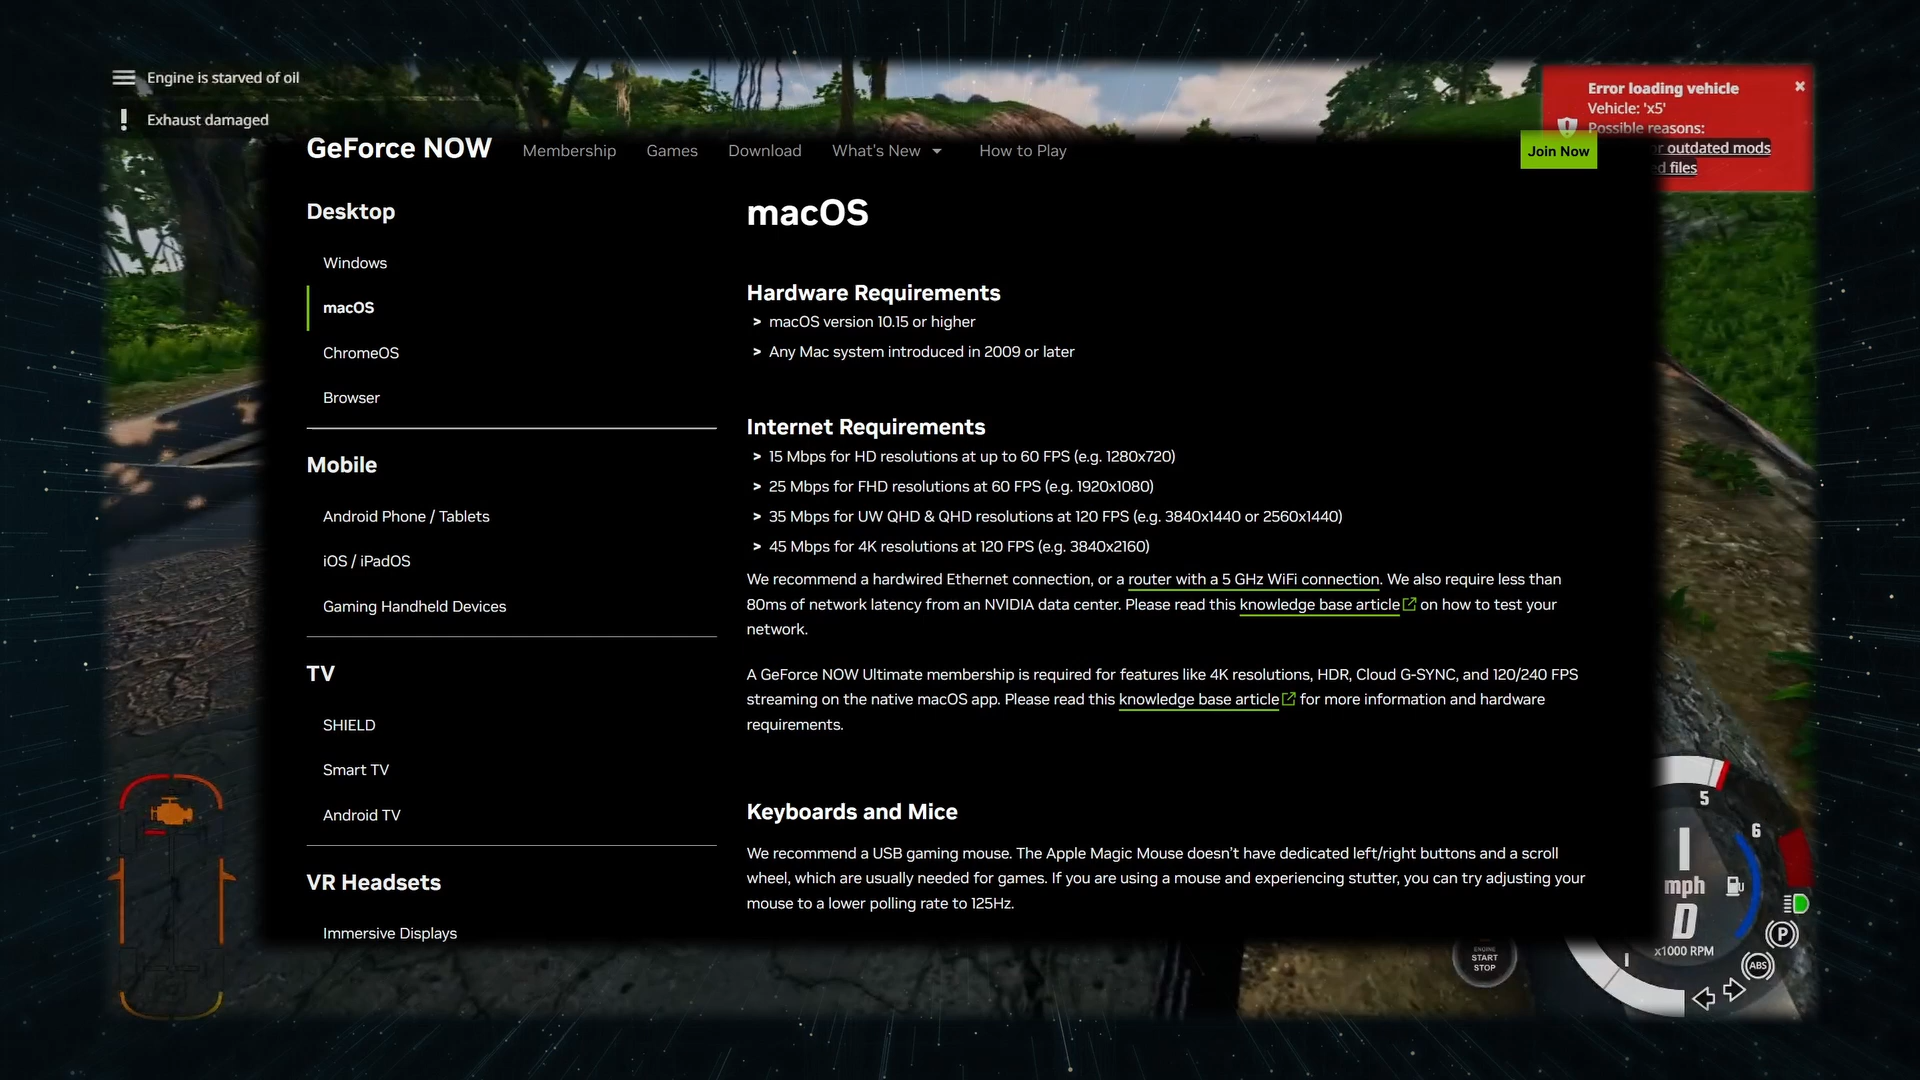 Engine is starved of oil
Exhaust damaged
Error loading vehicle
Vehicle: 'x5'
Possible reasons:
r outdated mods
ed files
GeForce NOW
Membership
Games
Download
What's New
How to Play
Join Now
Desktop
Windows
macOS
ChromeOS
Browser
Mobile
Android Phone / Tablets
iOS / iPadOS
Gaming Handheld Devices
TV
SHIELD
Smart TV
Android TV
VR Headsets
Immersive Displays
macOS
Hardware Requirements
> macOS version 10.15 or higher
> Any Mac system introduced in 2009 or later
Internet Requirements
> 15 Mbps for HD resolutions at up to 60 FPS (e.g. 1280x720)
> 25 Mbps for FHD resolutions at 60 FPS (e.g. 1920x1080)
> 35 Mbps for UW QHD & QHD resolutions at 120 FPS (e.g. 3840x1440 or 2560x1440)
> 45 Mbps for 4K resolutions at 120 FPS (e.g. 3840x2160)
We recommend a hardwired Ethernet connection, or a router with a 5 GHz WiFi connection. We also require less than
80ms of network latency from an NVIDIA data center. Please read this knowledge base article on how to test your
network.
A GeForce NOW Ultimate membership is required for features like 4K resolutions, HDR, Cloud G-SYNC, and 120/240 FPS
streaming on the native macOS app. Please read this knowledge base article for more information and hardware
requirements.
Keyboards and Mice
We recommend a USB gaming mouse. The Apple Magic Mouse doesn't have dedicated left/right buttons and a scroll
wheel, which are usually needed for games. If you are using a mouse and experiencing stutter, you can try adjusting your
mouse to a lower polling rate to 125Hz.
5
6
1
mph
D
x1000 RPM
1
P
ABS
ENGINE
START
STOP